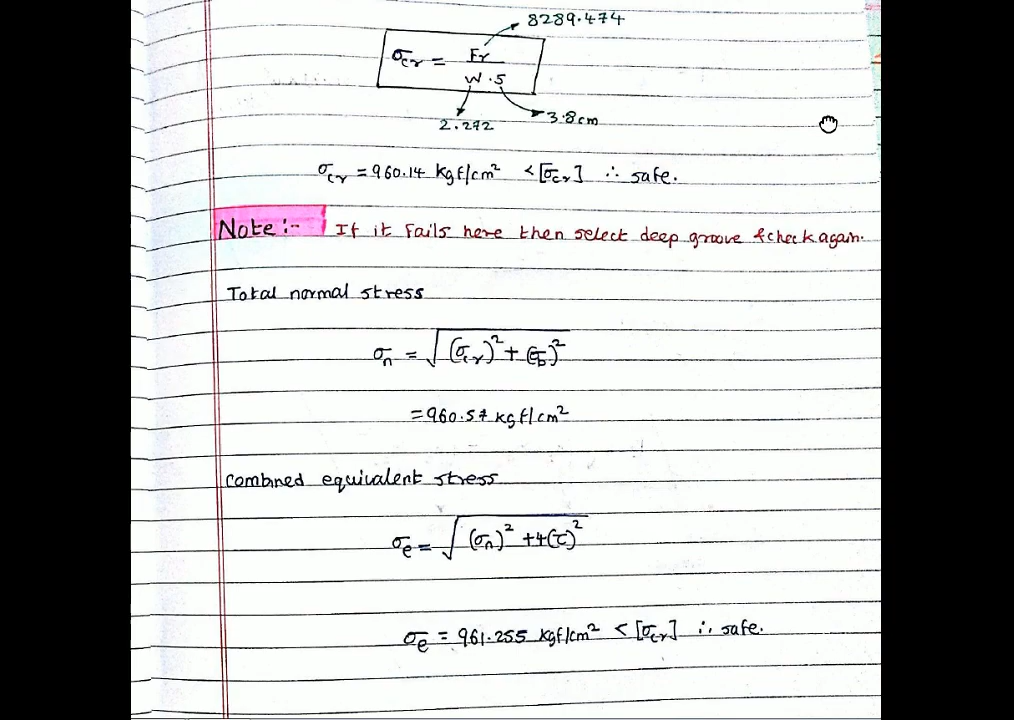 8289.474
σcr = Fr / W.S
2.272 3.8cm
σcr = 960.14 kgf/cm² < [σcr] ∴ safe.
Note:- If it fails here then select deep groove & check again.
Total normal stress
σn = √(σcr)² + (σb)²
= 960.57 kgf/cm²
combined equivalent stress
σe = √(σn)² + 4(τ)²
σe = 961.255 kgf/cm² < [σcr] ∴ safe.